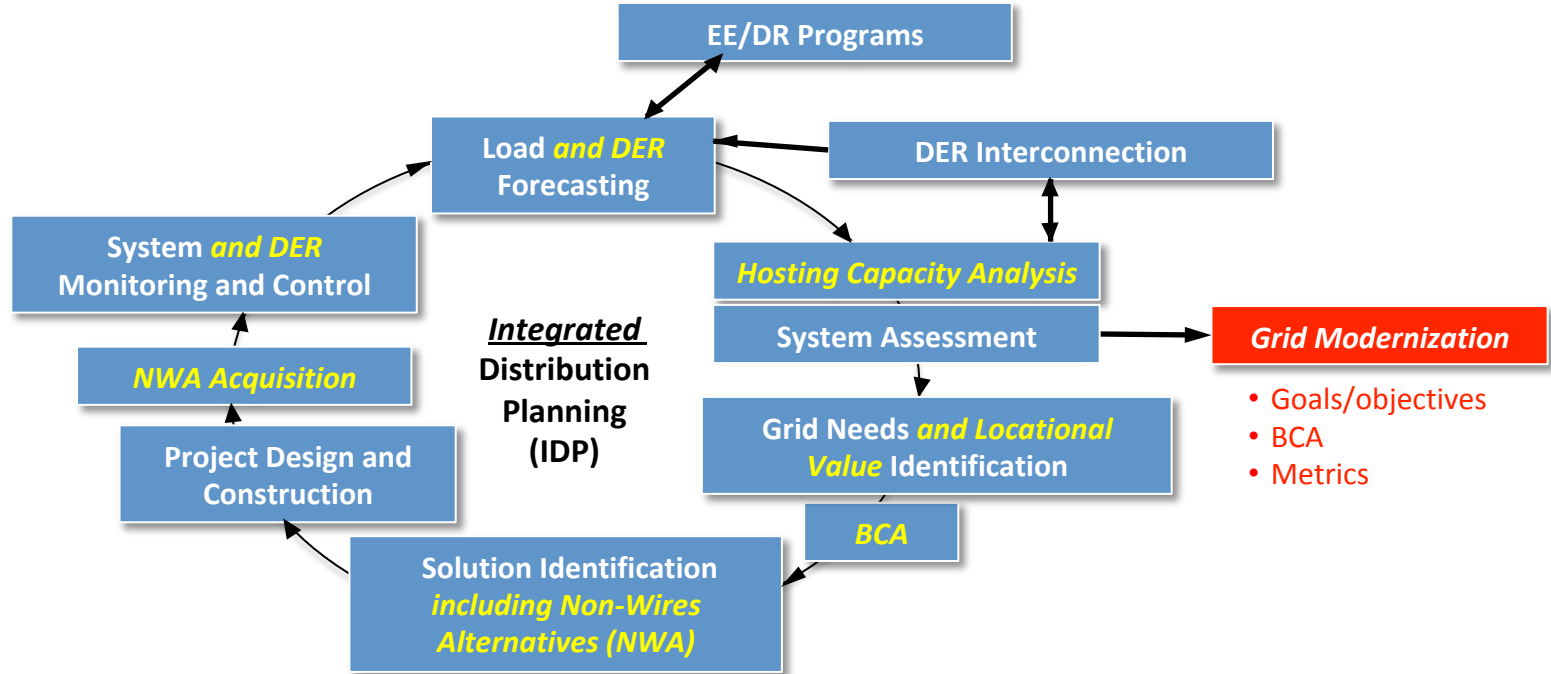 EE/DR Programs
Load and DER
Forecasting
DER Interconnection
System and DER
Monitoring and Control
Hosting Capacity Analysis
System Assessment
Grid Modernization
• Goals/objectives
• BCA
• Metrics
Integrated
Distribution
Planning
(IDP)
NWA Acquisition
Grid Needs and Locational
Value Identification
Project Design and
Construction
BCA
Solution Identification
including Non-Wires
Alternatives (NWA)